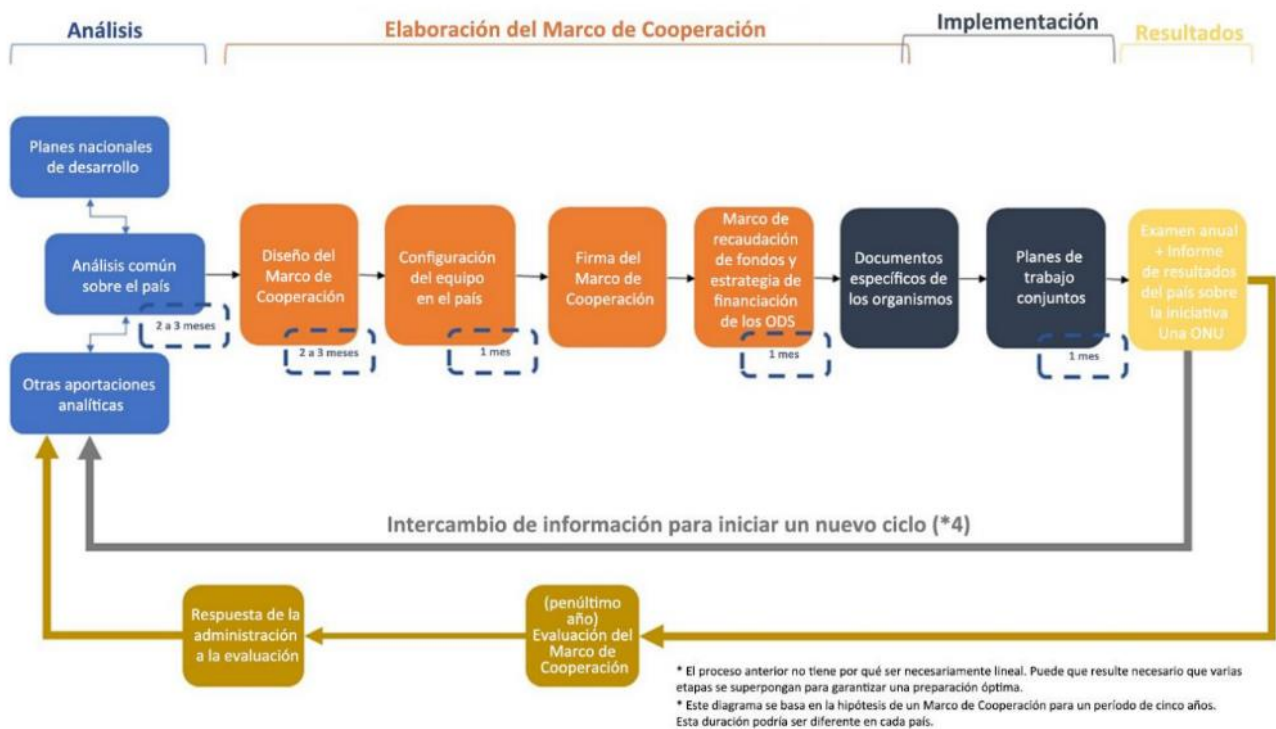 Análisis
Elaboración del Marco de Cooperación
Implementación
Resultados
Planes nacionales
de desarrollo
Análisis común
sobre el país
2 a 3 meses
Otras aportaciones
analíticas
Diseño del
Marco de
Cooperación
2 a 3 meses
Configuración
del equipo
en el país
1 mes
Firma del
Marco de
Cooperación
Marco de
recaudación
de fondos y
estrategia de
financiación
de los ODS
1 mes
Documentos
específicos de
los organismos
Planes de
trabajo
conjuntos
1 mes
Examen anual
+ Informe
de resultados
del país sobre
la iniciativa
Una ONU
Intercambio de información para iniciar un nuevo ciclo (*4)
Respuesta de la
administración
a la evaluación
(penúltimo
año)
Evaluación del
Marco de
Cooperación
* El proceso anterior no tiene por qué ser necesariamente lineal. Puede que resulte necesario que varias
etapas se superpongan para garantizar una preparación óptima.
* Este diagrama se basa en la hipótesis de un Marco de Cooperación para un período de cinco años.
Esta duración podría ser diferente en cada país.